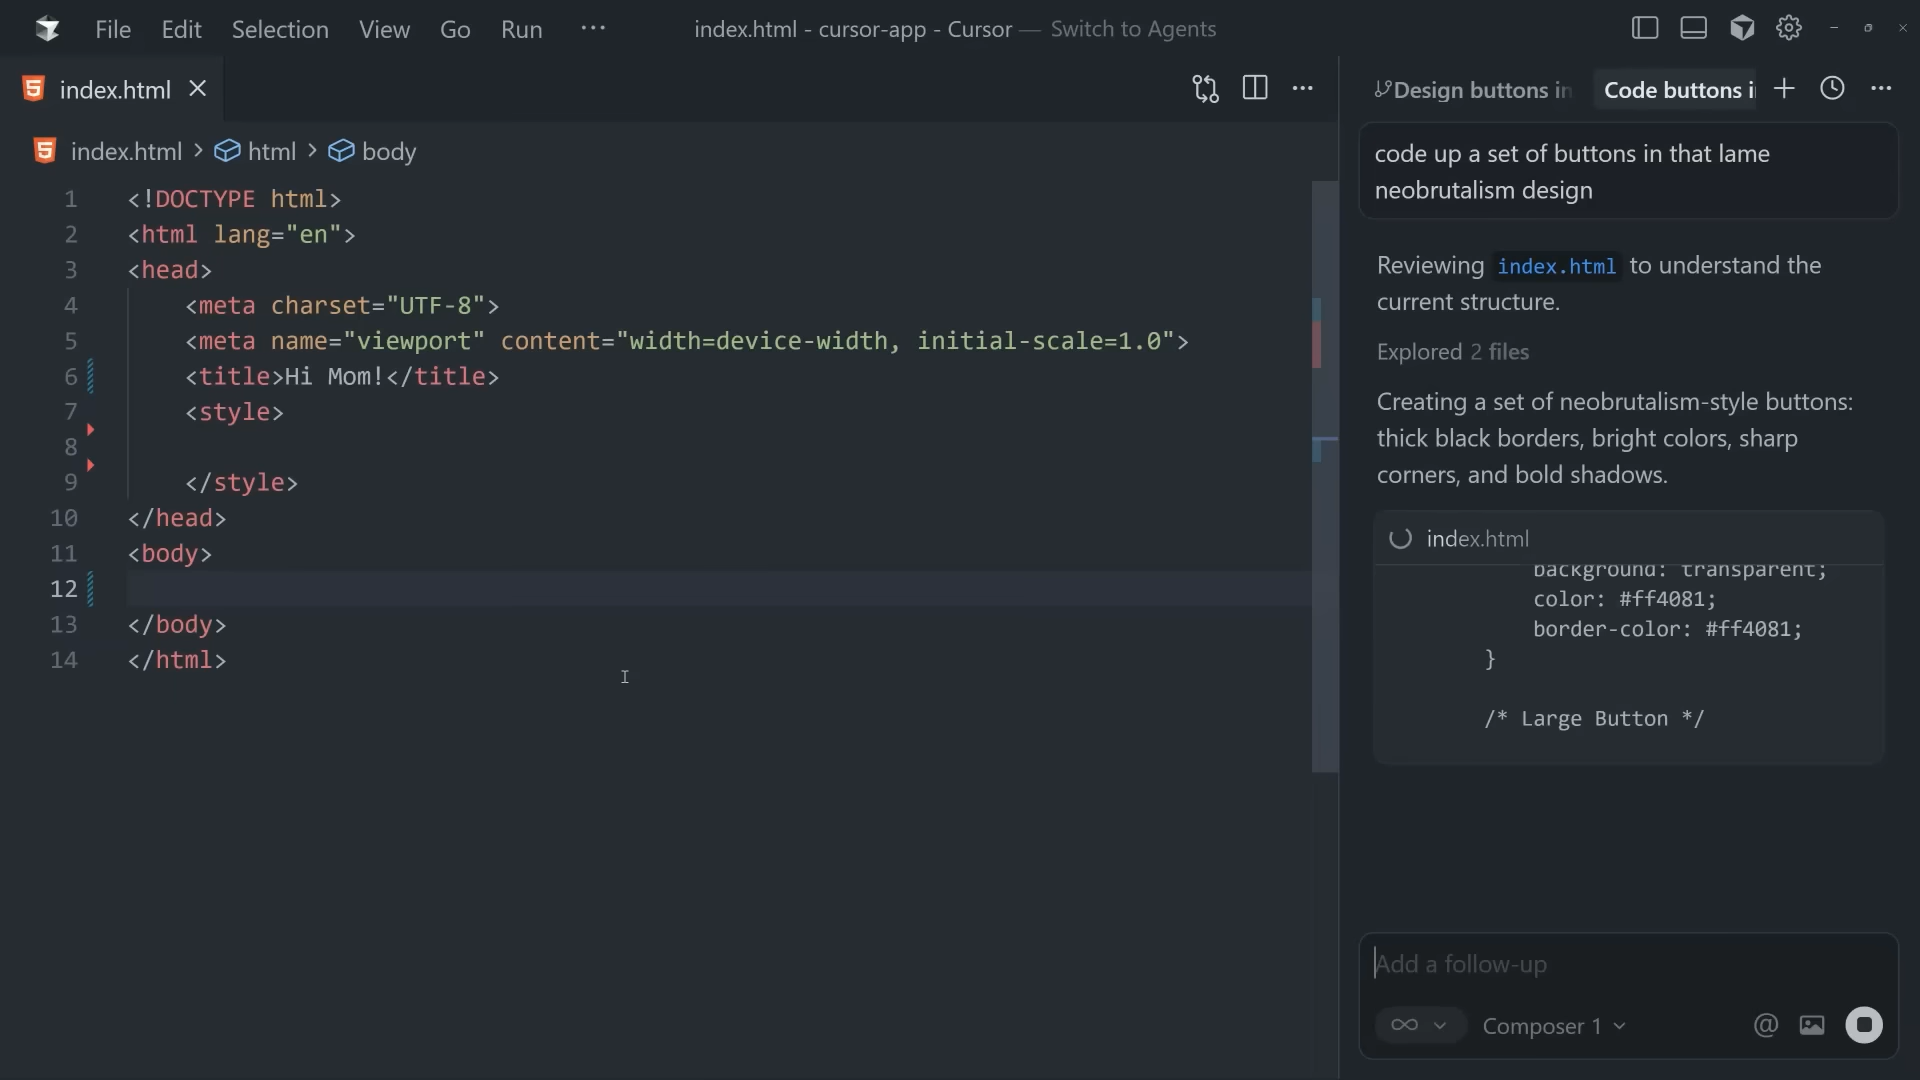 File Edit Selection View Go Run ··· index.html - cursor-app - Cursor — Switch to Agents
index.html
index.html > html > body
1 <!DOCTYPE html>
2 <html lang="en">
3 <head>
4 <meta charset="UTF-8">
5 <meta name="viewport" content="width=device-width, initial-scale=1.0">
6 <title>Hi Mom!</title>
7 <style>
8
9 </style>
10 </head>
11 <body>
12
13 </body>
14 </html>
Design buttons in Code buttons i
code up a set of buttons in that lame
neobrutalism design
Reviewing index.html to understand the
current structure.
Explored 2 files
Creating a set of neobrutalism-style buttons:
thick black borders, bright colors, sharp
corners, and bold shadows.
index.html
background: transparent;
color: #ff4081;
border-color: #ff4081;
}
/* Large Button */
Add a follow-up
Composer 1